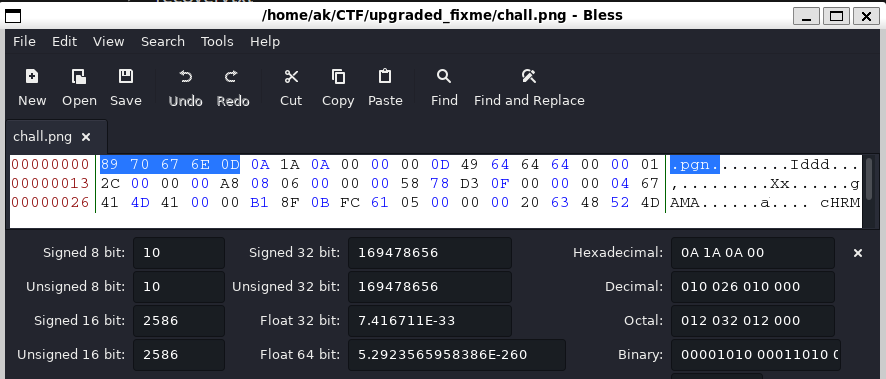 /home/ak/CTF/upgraded_fixme/chall.png - Bless
File Edit View Search Tools Help
New Open Save Undo Redo Cut Copy Paste Find Find and Replace
chall.png ×
00000000 89 70 67 6E 0D 0A 1A 0A 00 00 00 0D 49 64 64 64 00 00 01 .pgn........Iddd...
00000013 2C 00 00 00 A8 08 06 00 00 00 58 78 D3 0F 00 00 00 04 67 ,.........Xx......g
00000026 41 4D 41 00 00 B1 8F 0B FC 61 05 00 00 00 20 63 48 52 4D AMA......a.... cHRM
Signed 8 bit: 10 Signed 32 bit: 169478656 Hexadecimal: 0A 1A 0A 00
Unsigned 8 bit: 10 Unsigned 32 bit: 169478656 Decimal: 010 026 010 000
Signed 16 bit: 2586 Float 32 bit: 7.416711E-33 Octal: 012 032 012 000
Unsigned 16 bit: 2586 Float 64 bit: 5.2923565958386E-260 Binary: 00001010 00011010 0